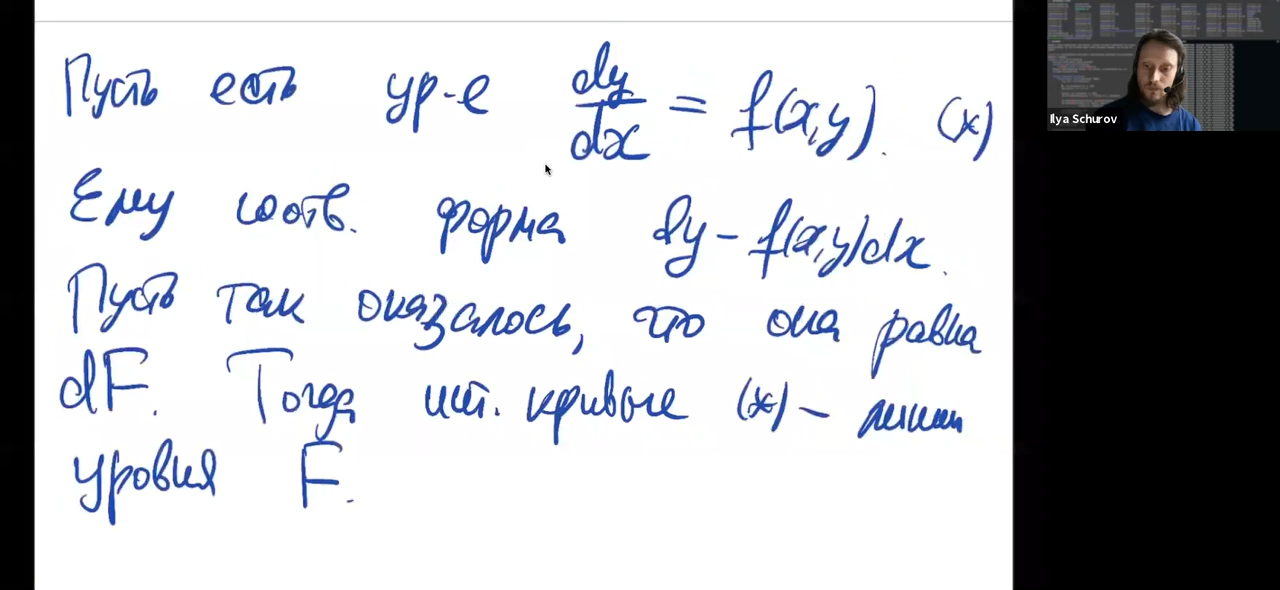 Пусть есть ур-е dy/dx = f(x,y). (*)
Ему соотв. форма dy - f(x,y)dx.
Пусть так оказалось, что она равна
dF. Тогда инт. кривые (*) - линии
уровня F.
Ilya Schurov